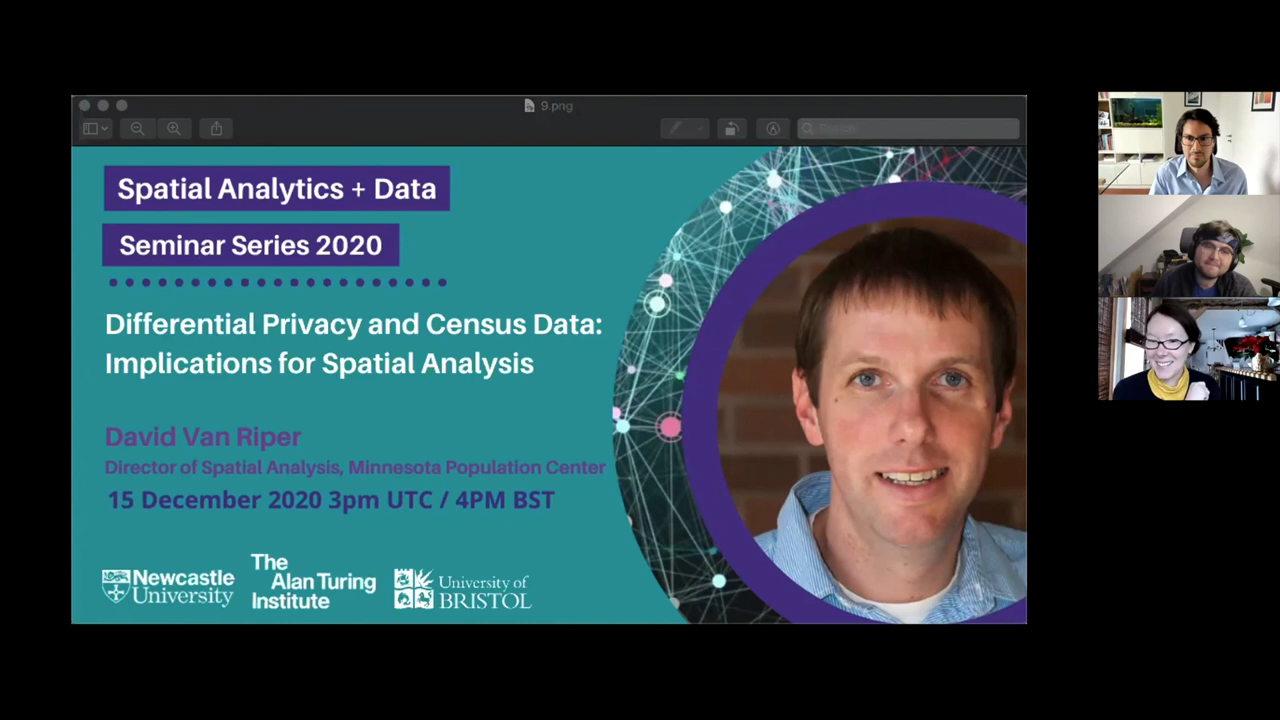 9.png
Search
Spatial Analytics + Data
Seminar Series 2020
Differential Privacy and Census Data:
Implications for Spatial Analysis
David Van Riper
Director of Spatial Analysis, Minnesota Population Center
15 December 2020 3pm UTC / 4PM BST
Newcastle
University
The
Alan Turing
Institute
University of
BRISTOL